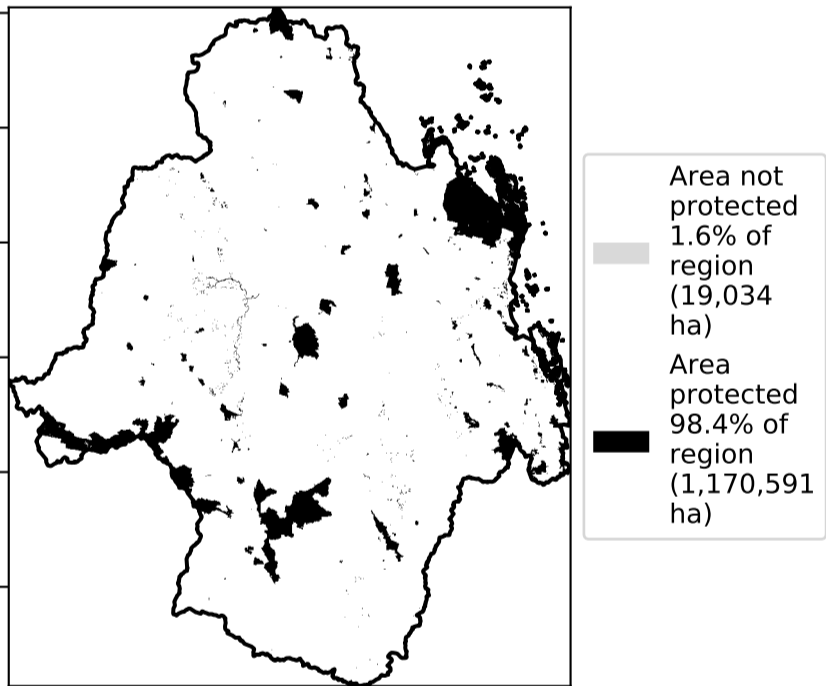 Area not
protected
1.6% of
region
(19,034
ha)
Area
protected
98.4% of
region
(1,170,591
ha)